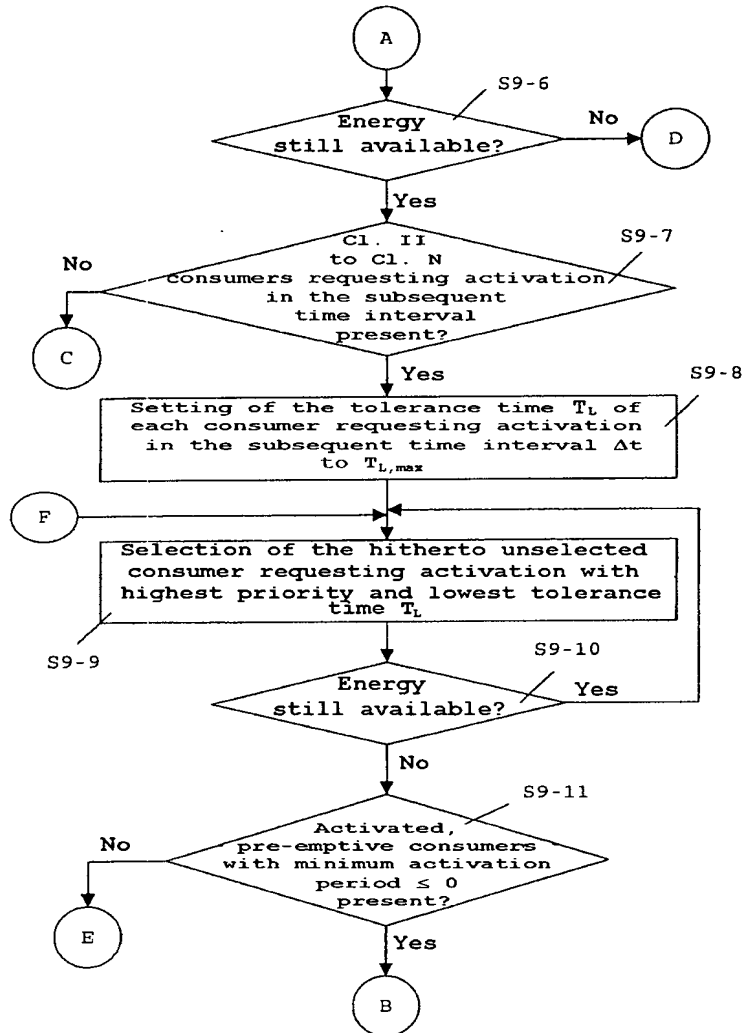 A
S9-6
Energy
still available?
No
D
Yes
Cl. II
to Cl. N
consumers requesting activation
in the subsequent
time interval
present?
S9-7
No
C
Yes
S9-8
Setting of the tolerance time T_L of
each consumer requesting activation
in the subsequent time interval Δt
to T_L,max
F
Selection of the hitherto unselected
consumer requesting activation with
highest priority and lowest tolerance
time T_L
S9-9
S9-10
Energy
still available?
Yes
No
S9-11
Activated,
pre-emptive consumers
with minimum activation
period ≤ 0
present?
No
E
Yes
B